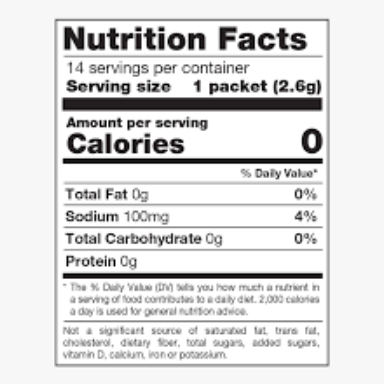 Nutrition Facts
14 servings per container
Serving size 1 packet (2.6g)
Amount per serving
Calories 0
% Daily Value*
Total Fat 0g 0%
Sodium 100mg 4%
Total Carbohydrate 0g 0%
Protein 0g
* The % Daily Value (DV) tells you how much a nutrient in
a serving of food contributes to a daily diet. 2,000 calories
a day is used for general nutrition advice.
Not a significant source of saturated fat, trans fat,
cholesterol, dietary fiber, total sugars, added sugars,
vitamin D, calcium, iron or potassium.